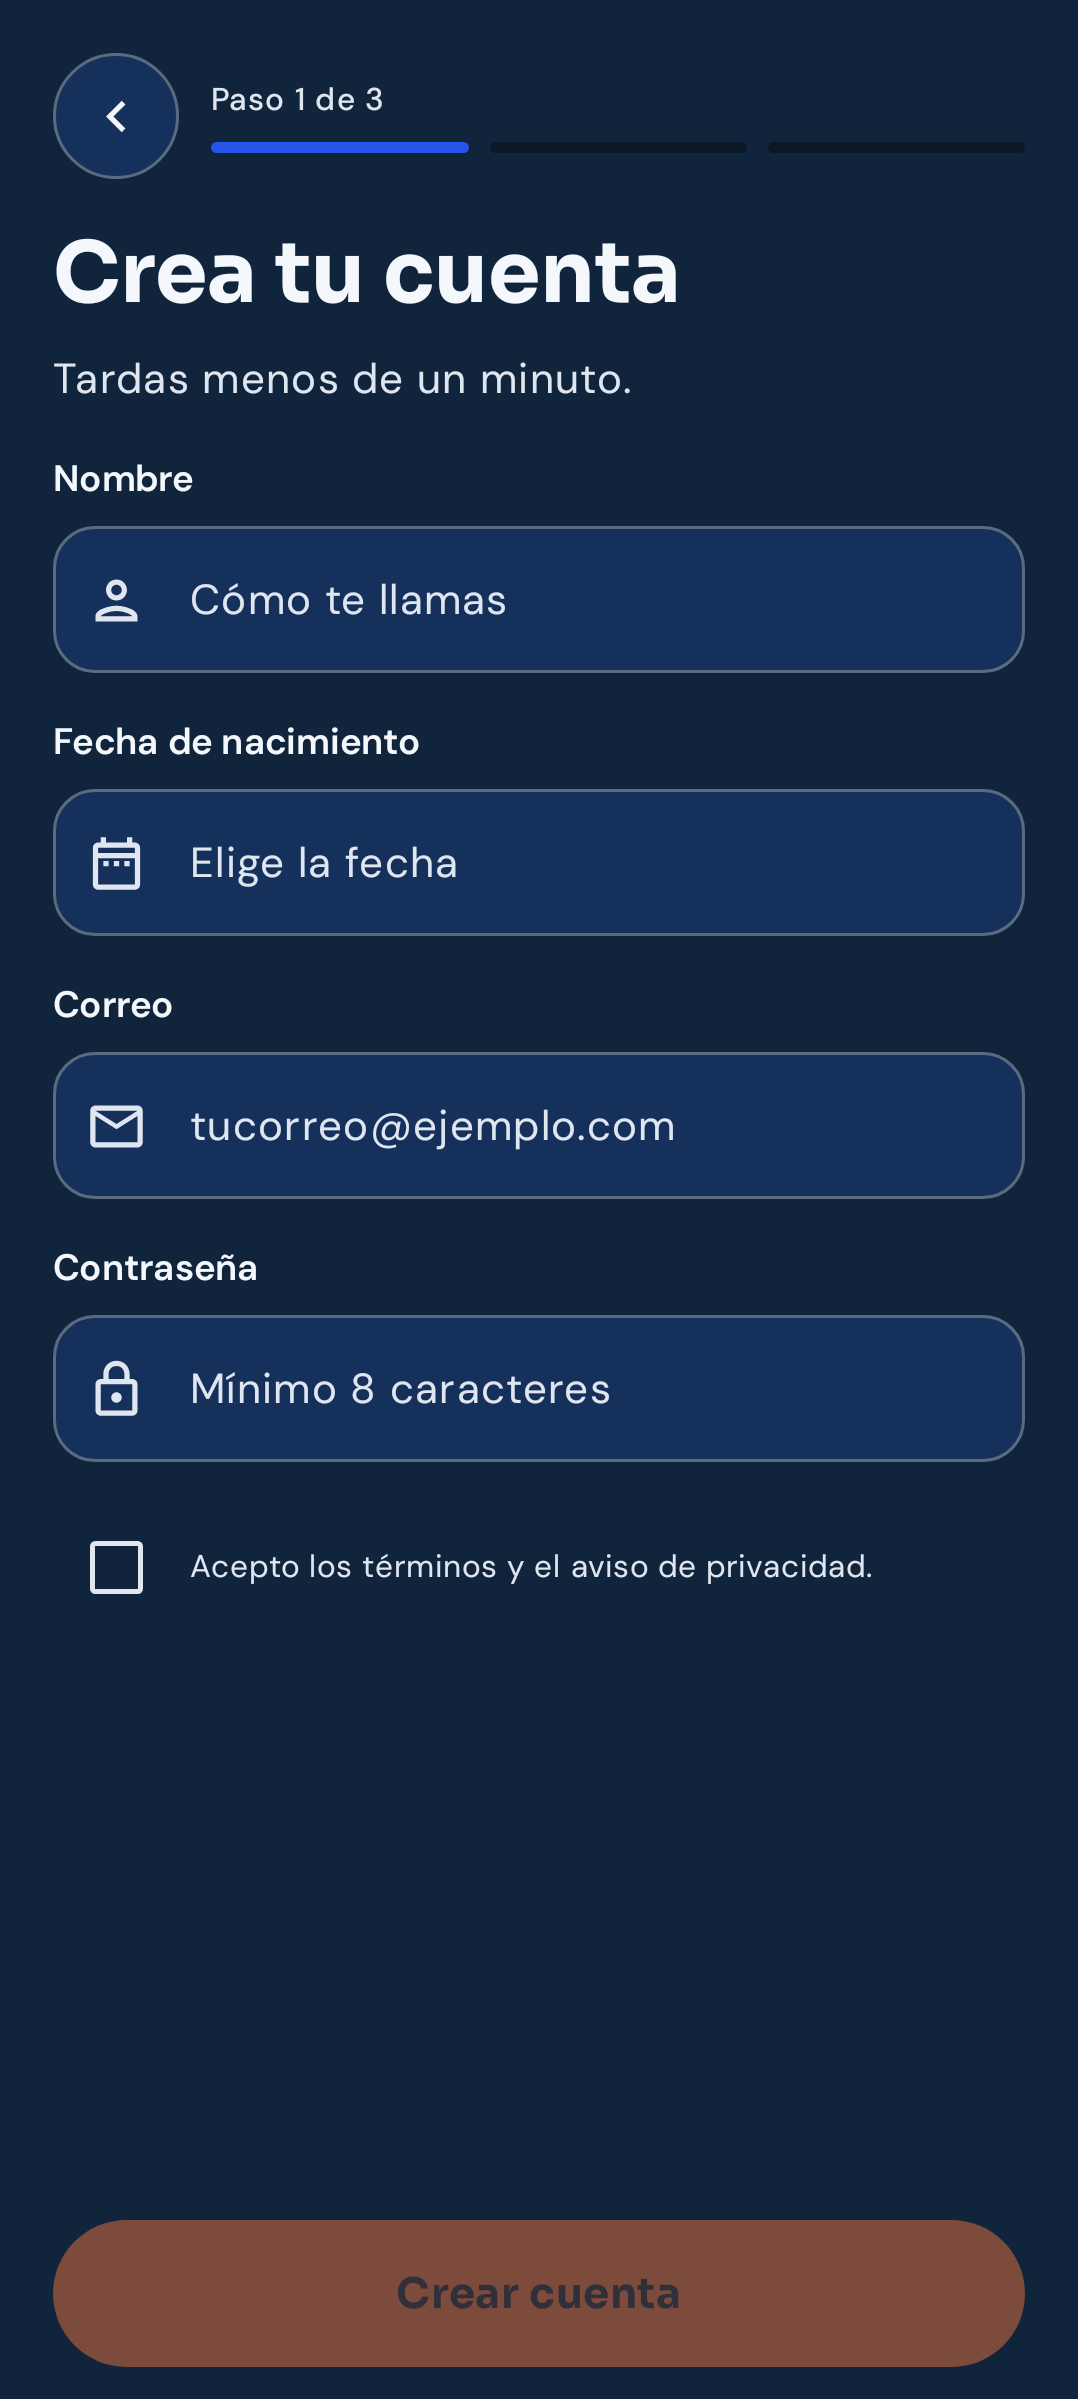 Paso 1 de 3
Crea tu cuenta
Tardas menos de un minuto.
Nombre
Cómo te llamas
Fecha de nacimiento
Elige la fecha
Correo
tucorreo@ejemplo.com
Contraseña
Mínimo 8 caracteres
Acepto los términos y el aviso de privacidad.
Crear cuenta